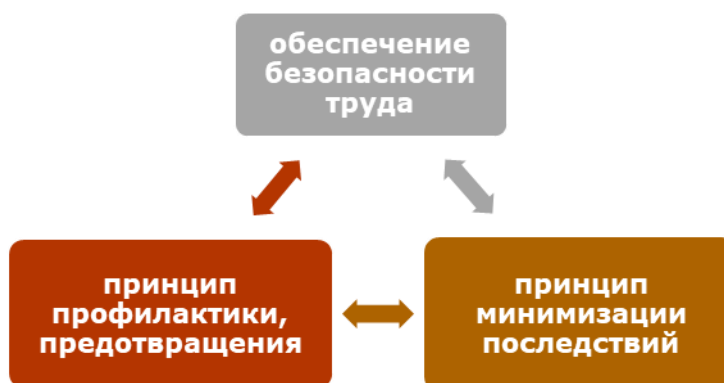 обеспечение
безопасности
труда
принцип
профилактики,
предотвращения
принцип
минимизации
последствий